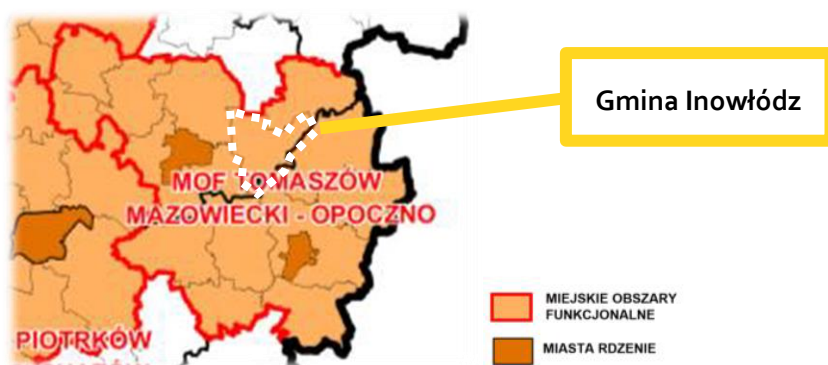 Gmina Inowłódz
MOF TOMASZÓW
MAZOWIECKI - OPOCZNO
MIEJSKIE OBSZARY
FUNKCJONALNE
MIASTA RDZENIE
PIOTRKÓW